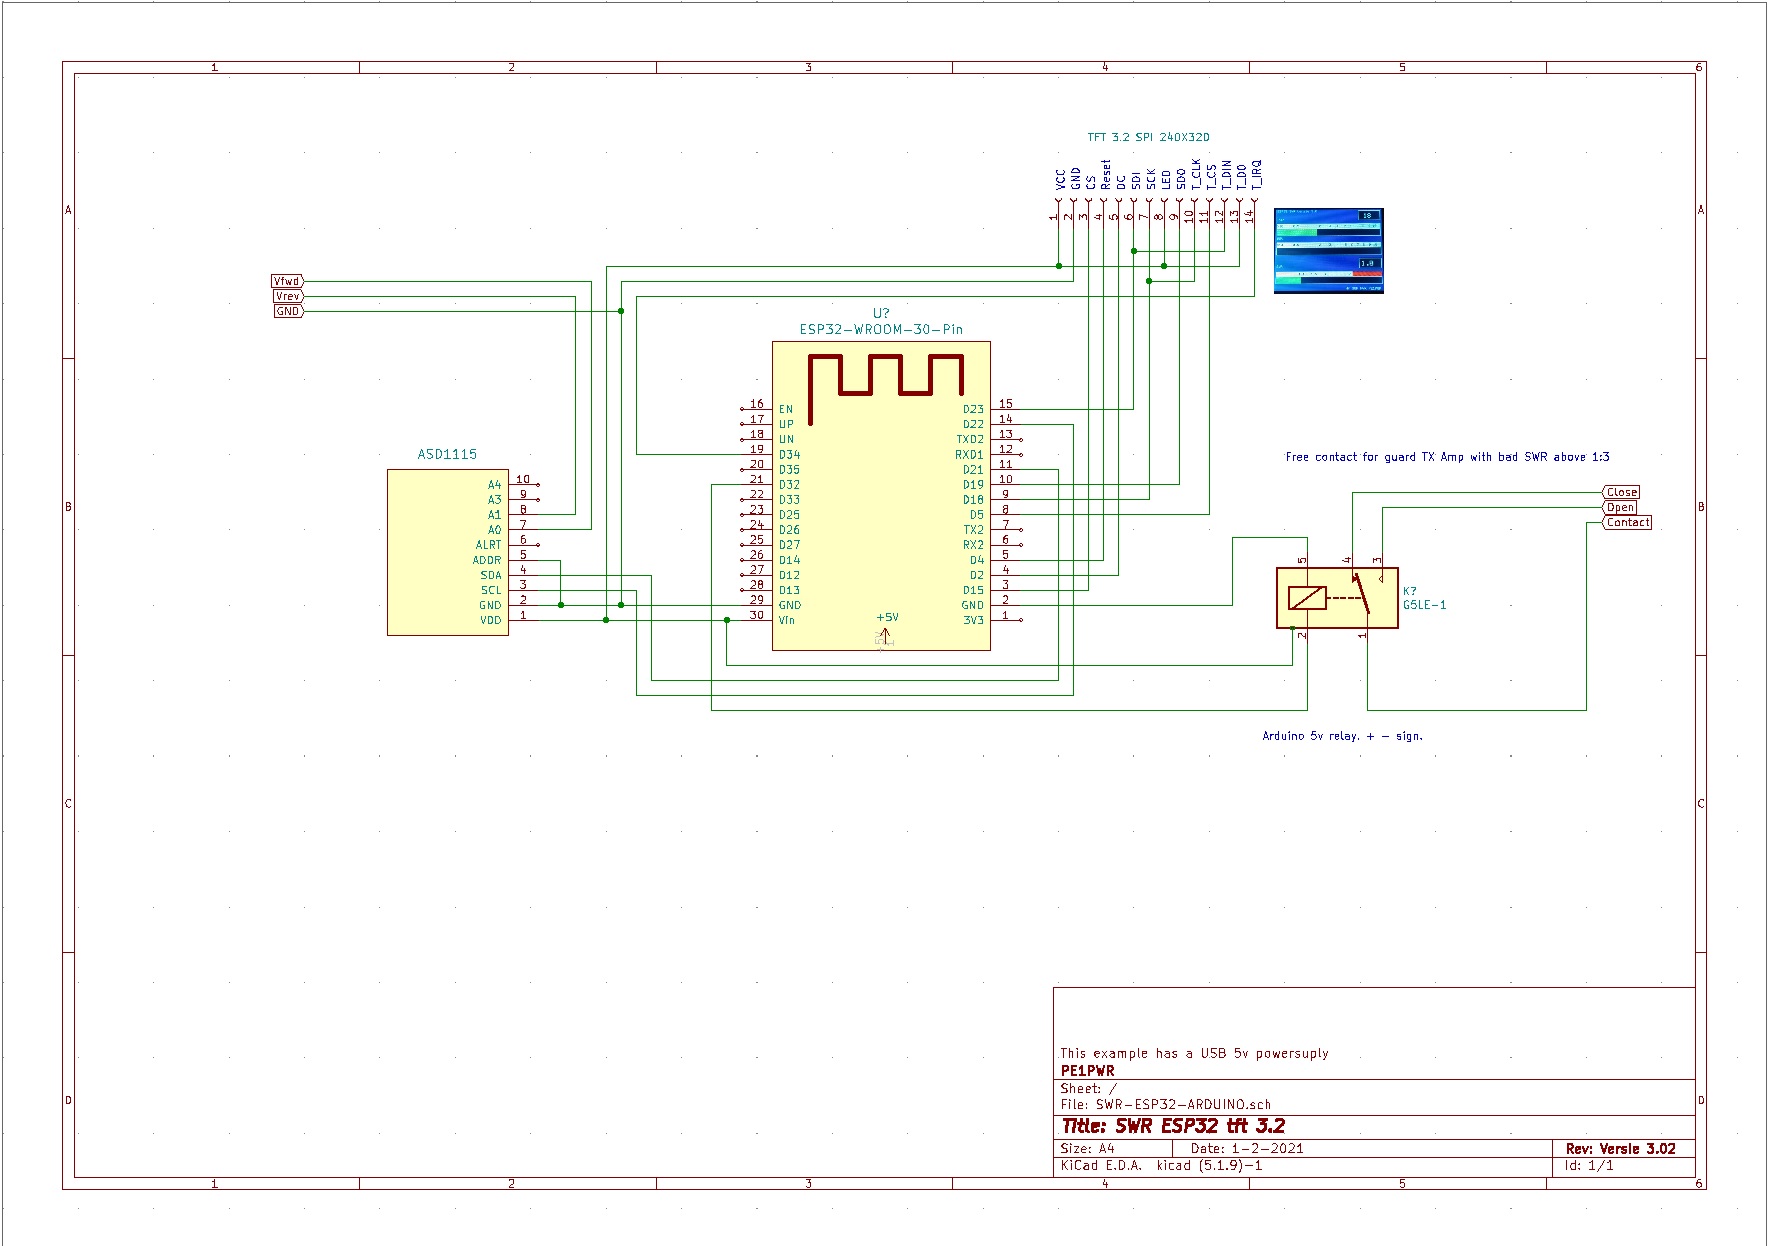 1 2 3 4 5 6
TFT 3.2 SPI 240X320
VCC
GND
CS
Reset
DC
SDI
SCK
LED
SDO
T_CLK
T_CS
T_DIN
T_DO
T_IRQ
1 2 3 4 5 6 7 8 9 10 11 12 13 14
A A
18
1.0
Vfwd
Vrev
GND
U?
ESP32-WROOM-30-Pin
16 EN D23 15
17 UP D22 14
18 UN TXD2 13
19 D34 RXD1 12
20 D35 D21 11
21 D32 D19 10
22 D33 D18 9
23 D25 D5 8
24 D26 TX2 7
25 D27 RX2 6
26 D14 D4 5
27 D12 D2 4
28 D13 D15 3
29 GND GND 2
30 Vin 3V3 1
+5V
ASD1115
A4 10
A3 9
A1 8
A0 7
ALRT 6
ADDR 5
SDA 4
SCL 3
GND 2
VDD 1
Free contact for guard TX Amp with bad SWR above 1:3
B B
Close
Open
Contact
5 4 3
K?
G5LE-1
2 1
Arduino 5v relay. + - sign.
C C
This example has a USB 5v powersuply
PE1PWR
Sheet: /
File: SWR-ESP32-ARDUINO.sch
D D
Title: SWR ESP32 tft 3.2
Size: A4 Date: 1-2-2021 Rev: Versie 3.02
KiCad E.D.A. kicad (5.1.9)-1 Id: 1/1
1 2 3 4 5 6